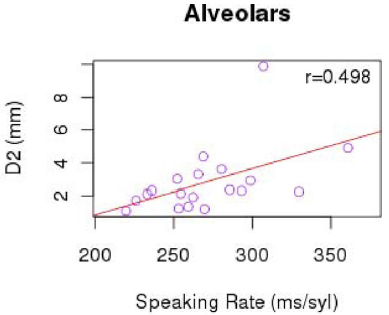 Alveolars
r=0.498
D2 (mm)
8
6
4
2
200 250 300 350
Speaking Rate (ms/syl)